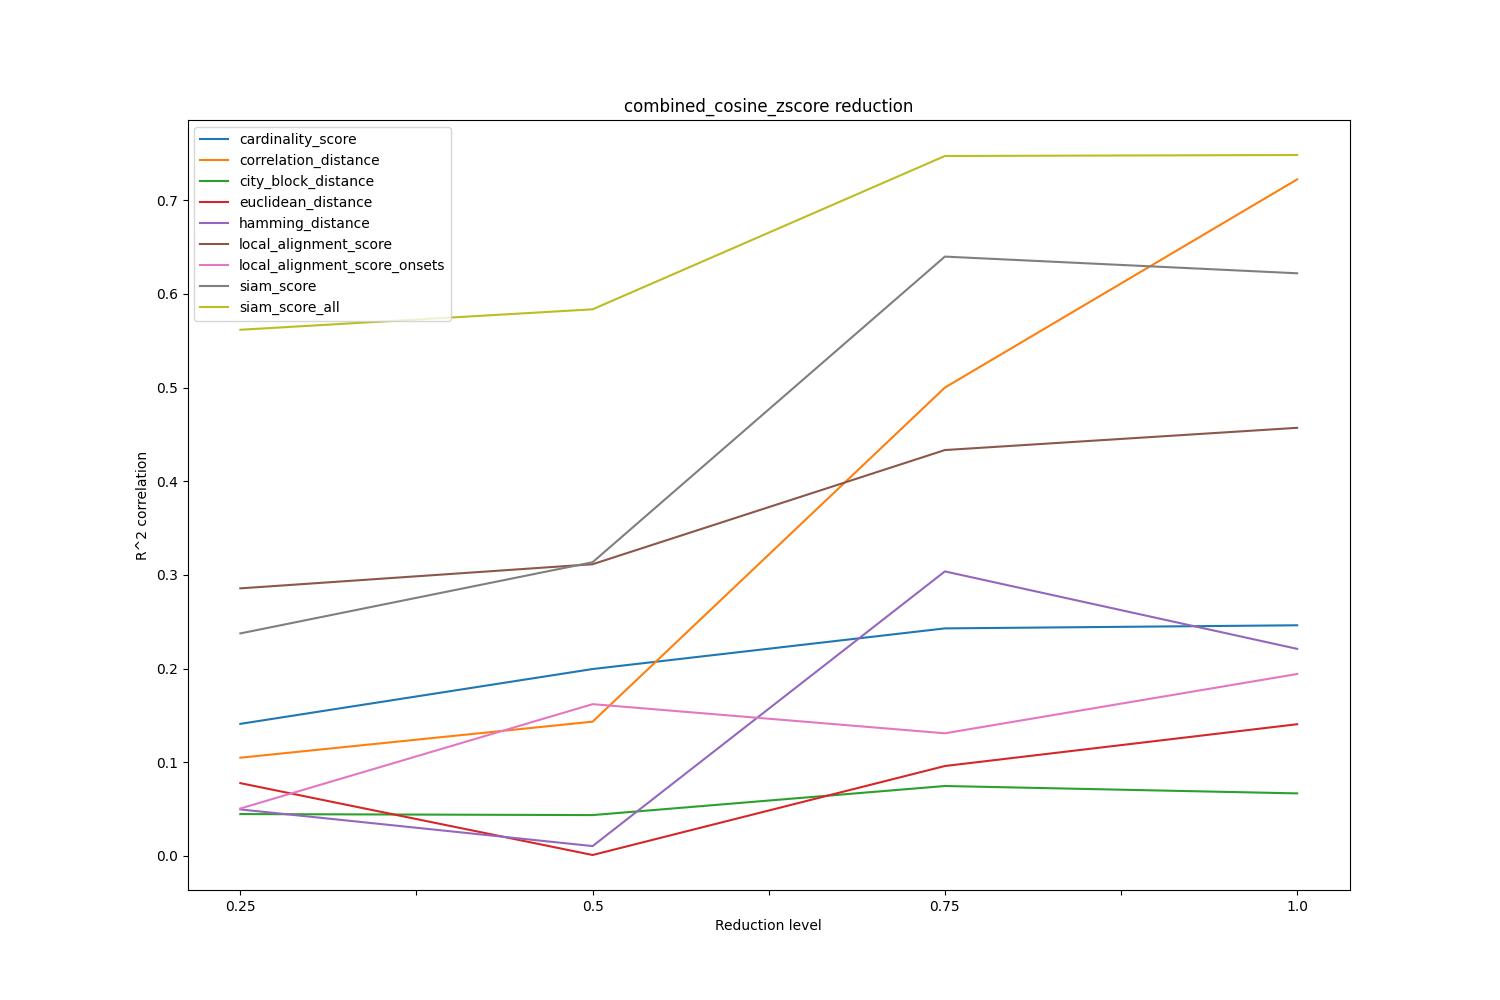 combined_cosine_zscore reduction
cardinality_score
correlation_distance
city_block_distance
euclidean_distance
hamming_distance
local_alignment_score
local_alignment_score_onsets
siam_score
siam_score_all
R^2 correlation
0.7
0.6
0.5
0.4
0.3
0.2
0.1
0.0
0.25 0.5 0.75 1.0
Reduction level